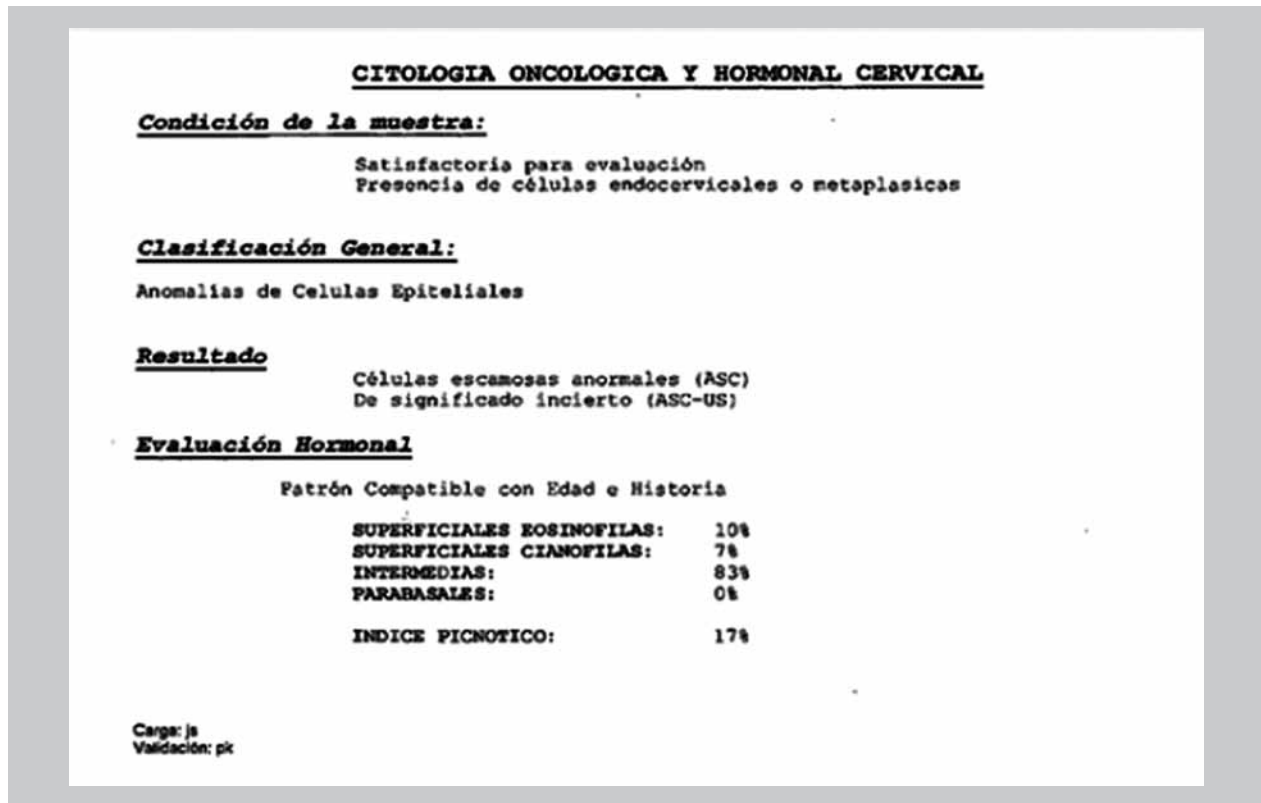 CITOLOGIA ONCOLOGICA Y HORMONAL CERVICAL
Condición de la muestra:
Satisfactoria para evaluación
Presencia de células endocervicales o metaplasicas
Clasificación General:
Anomalias de Celulas Epiteliales
Resultado
Células escamosas anormales (ASC)
De significado incierto (ASC-US)
Evaluación Hormonal
Patrón Compatible con Edad e Historia
SUPERFICIALES EOSINOFILAS: 10%
SUPERFICIALES CIANOFILAS: 7%
INTERMEDIAS: 83%
PARABASALES: 0%
INDICE PICNOTICO: 17%
Carga: js
Validación: pk